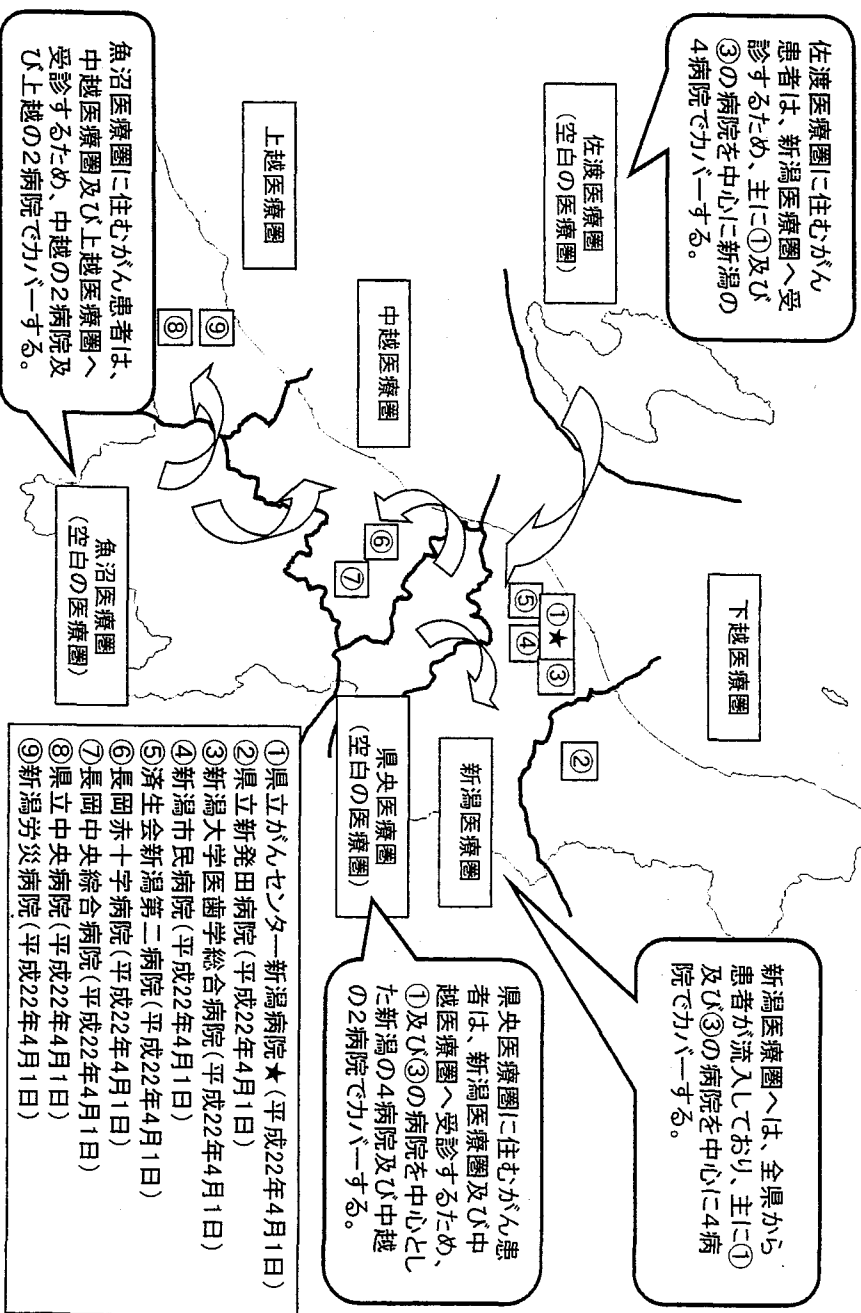 佐渡医療圏に住むがん
患者は、新潟医療圏へ受
診するため、主に①及び
③の病院を中心に新潟の
4病院でカバーする。
佐渡医療圏
(空白の医療圏)
上越医療圏
中越医療圏
下越医療圏
⑨
⑧
⑥
⑦
①★
③
⑤
④
②
魚沼医療圏に住むがん患者は、
中越医療圏及び上越医療圏へ
受診するため、中越の2病院及
び上越の2病院でカバーする。
魚沼医療圏
(空白の医療圏)
県央医療圏
(空白の医療圏)
新潟医療圏
新潟医療圏へは、全県から
患者が流入しており、主に①
及び③の病院を中心に4病
院でカバーする。
県央医療圏に住むがん患
者は、新潟医療圏及び中
越医療圏へ受診するため、
①及び③の病院を中心とし
た新潟の4病院及び中越
の2病院でカバーする。
①県立がんセンター新潟病院★(平成22年4月1日)
②県立新発田病院(平成22年4月1日)
③新潟大学医歯学総合病院(平成22年4月1日)
④新潟市民病院(平成22年4月1日)
⑤済生会新潟第二病院(平成22年4月1日)
⑥長岡赤十字病院(平成22年4月1日)
⑦長岡中央綜合病院(平成22年4月1日)
⑧県立中央病院(平成22年4月1日)
⑨新潟労災病院(平成22年4月1日)